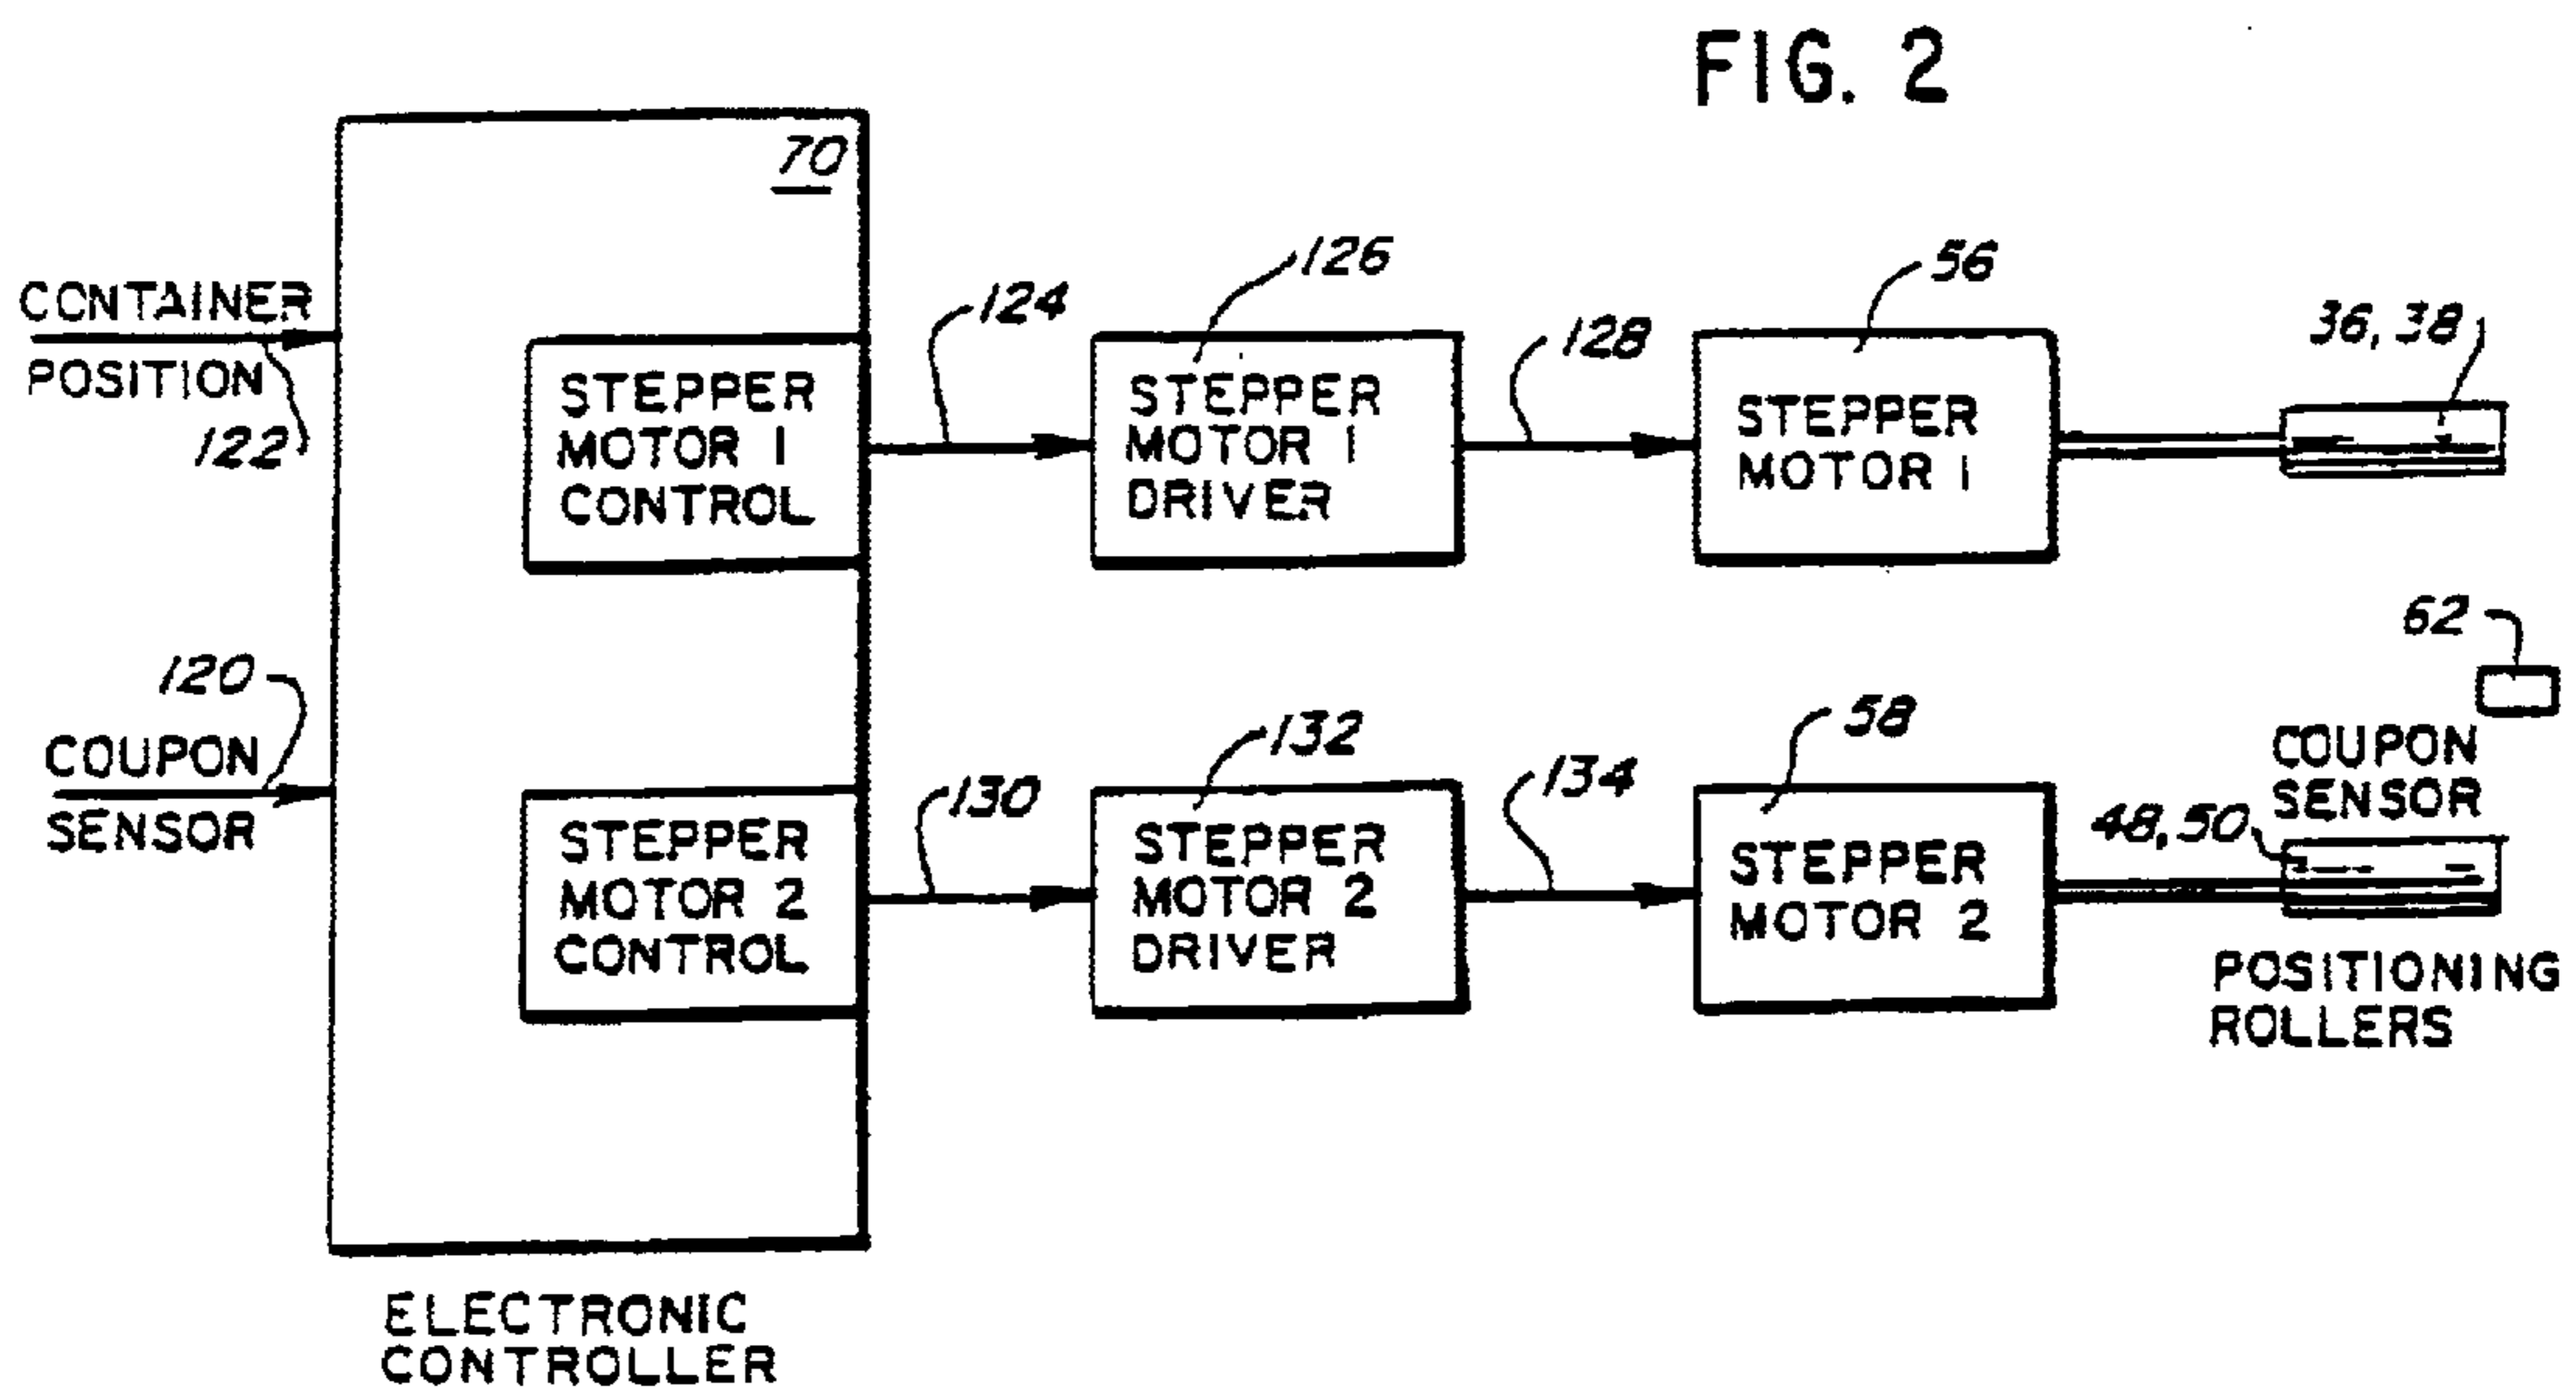 FIG. 2
70
CONTAINER
POSITION
122
120
COUPON
SENSOR
STEPPER
MOTOR 1
CONTROL
STEPPER
MOTOR 2
CONTROL
ELECTRONIC
CONTROLLER
124
126
STEPPER
MOTOR 1
DRIVER
128
56
STEPPER
MOTOR 1
36, 38
130
132
STEPPER
MOTOR 2
DRIVER
134
58
STEPPER
MOTOR 2
62
COUPON
SENSOR
48, 50
POSITIONING
ROLLERS